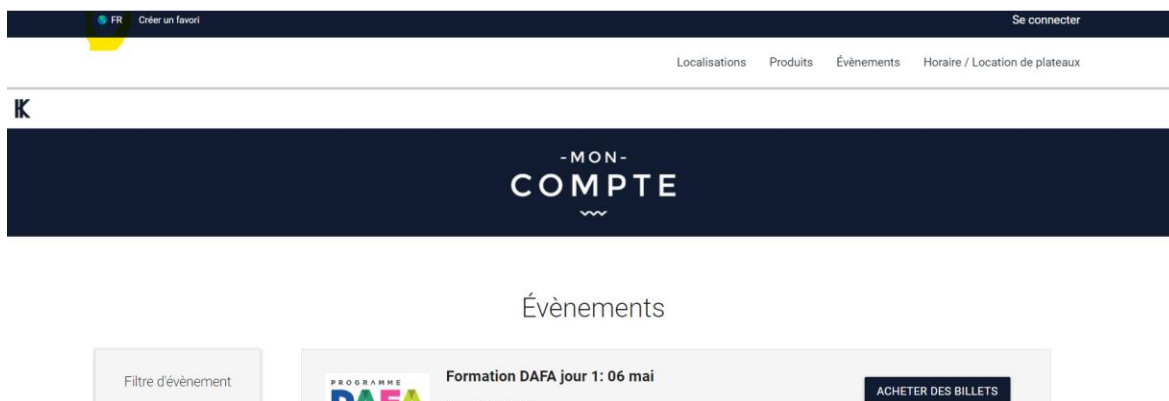 FR Créer un favori Se connecter
Localisations Produits Évènements Horaire / Location de plateaux
K
-MON-
COMPTE
Évènements
Filtre d'évènement
PROGRAMME
DAFA
Formation DAFA jour 1: 06 mai
ACHETER DES BILLETS